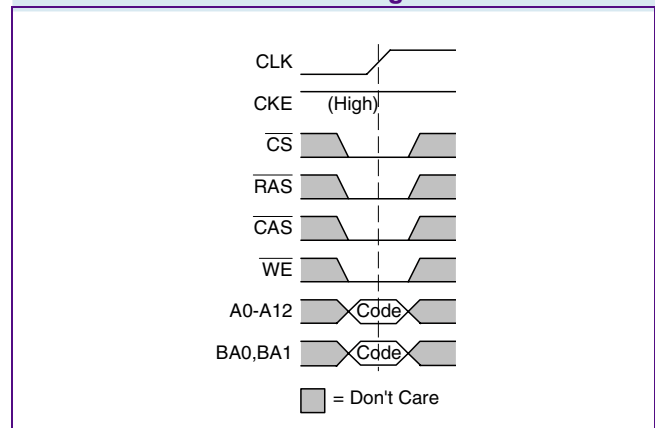 CLK
CKE (High)
CS
RAS
CAS
WE
A0-A12 Code
BA0,BA1 Code
= Don't Care